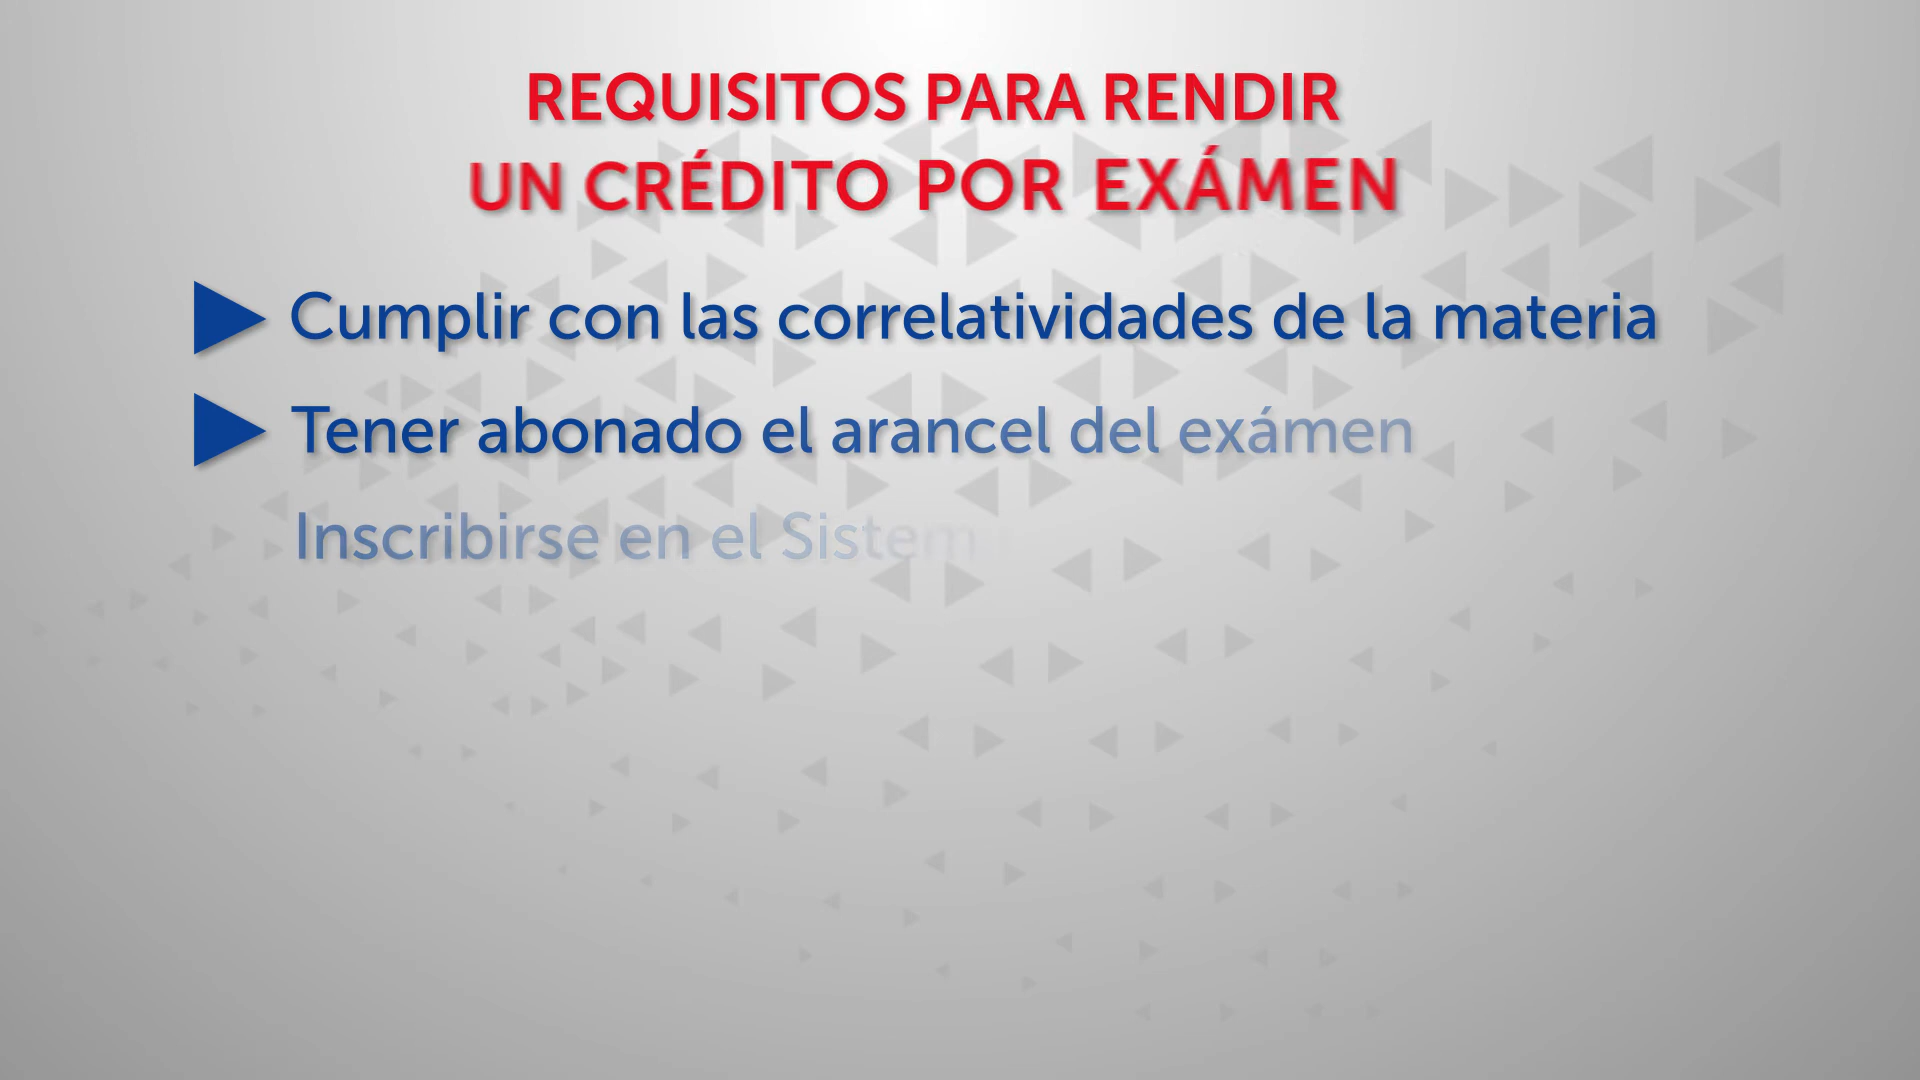 REQUISITOS PARA RENDIR
UN CRÉDITO POR EXÁMEN
Cumplir con las correlatividades de la materia
Tener abonado el arancel del exámen
Inscribirse en el